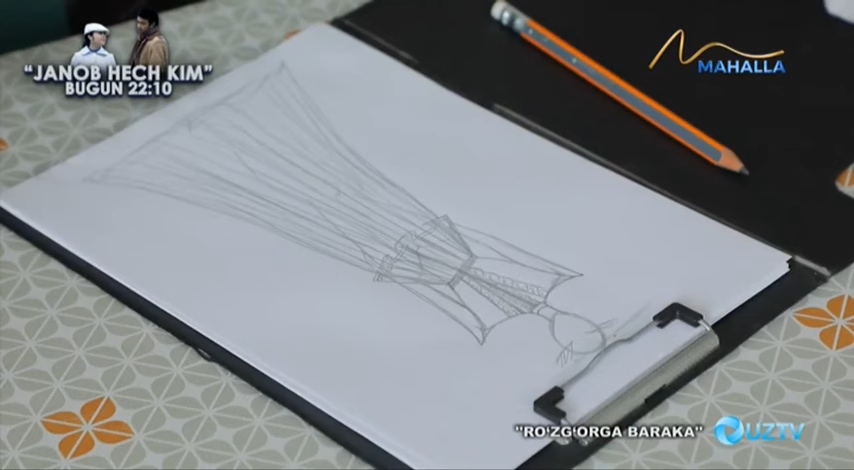 "JANOB HECH KIM"
BUGUN 22:10
MAHALLA
"RO'ZG'ORGA BARAKA"
UZTV